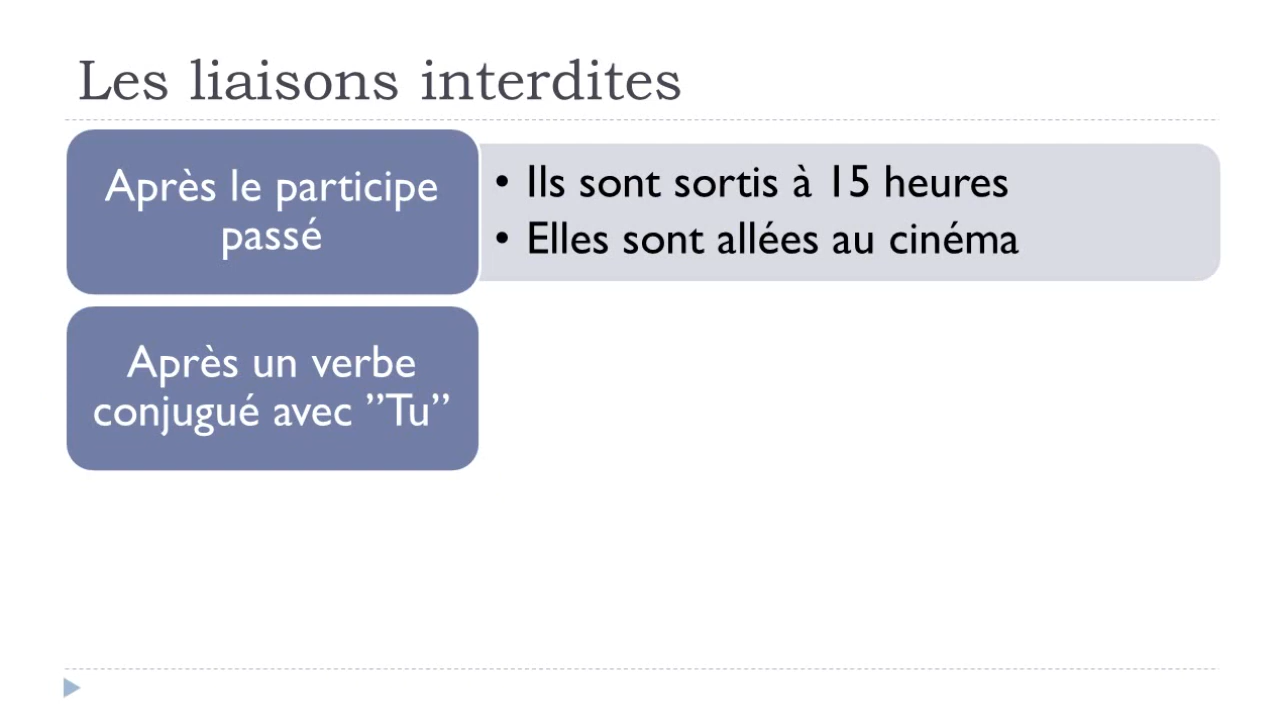 Les liaisons interdites
Après le participe
passé
• Ils sont sortis à 15 heures
• Elles sont allées au cinéma
Après un verbe
conjugué avec ”Tu”